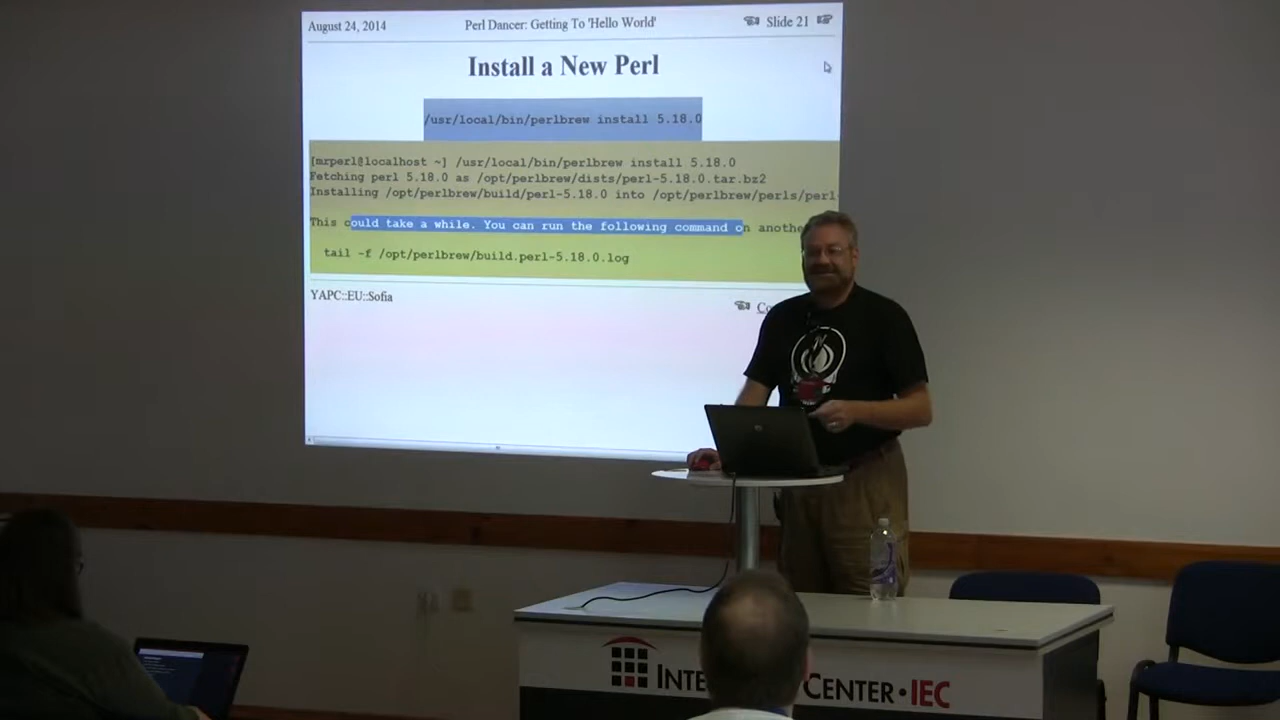 August 24, 2014 Perl Dancer: Getting To 'Hello World' Slide 21
Install a New Perl
/usr/local/bin/perlbrew install 5.18.0
[mrperl@localhost ~] /usr/local/bin/perlbrew install 5.18.0
Fetching perl 5.18.0 as /opt/perlbrew/dists/perl-5.18.0.tar.bz2
Installing /opt/perlbrew/build/perl-5.18.0 into /opt/perlbrew/perls/perl-
This could take a while. You can run the following command on anothe
tail -f /opt/perlbrew/build.perl-5.18.0.log
YAPC::EU::Sofia Co
INTE CENTER · IEC